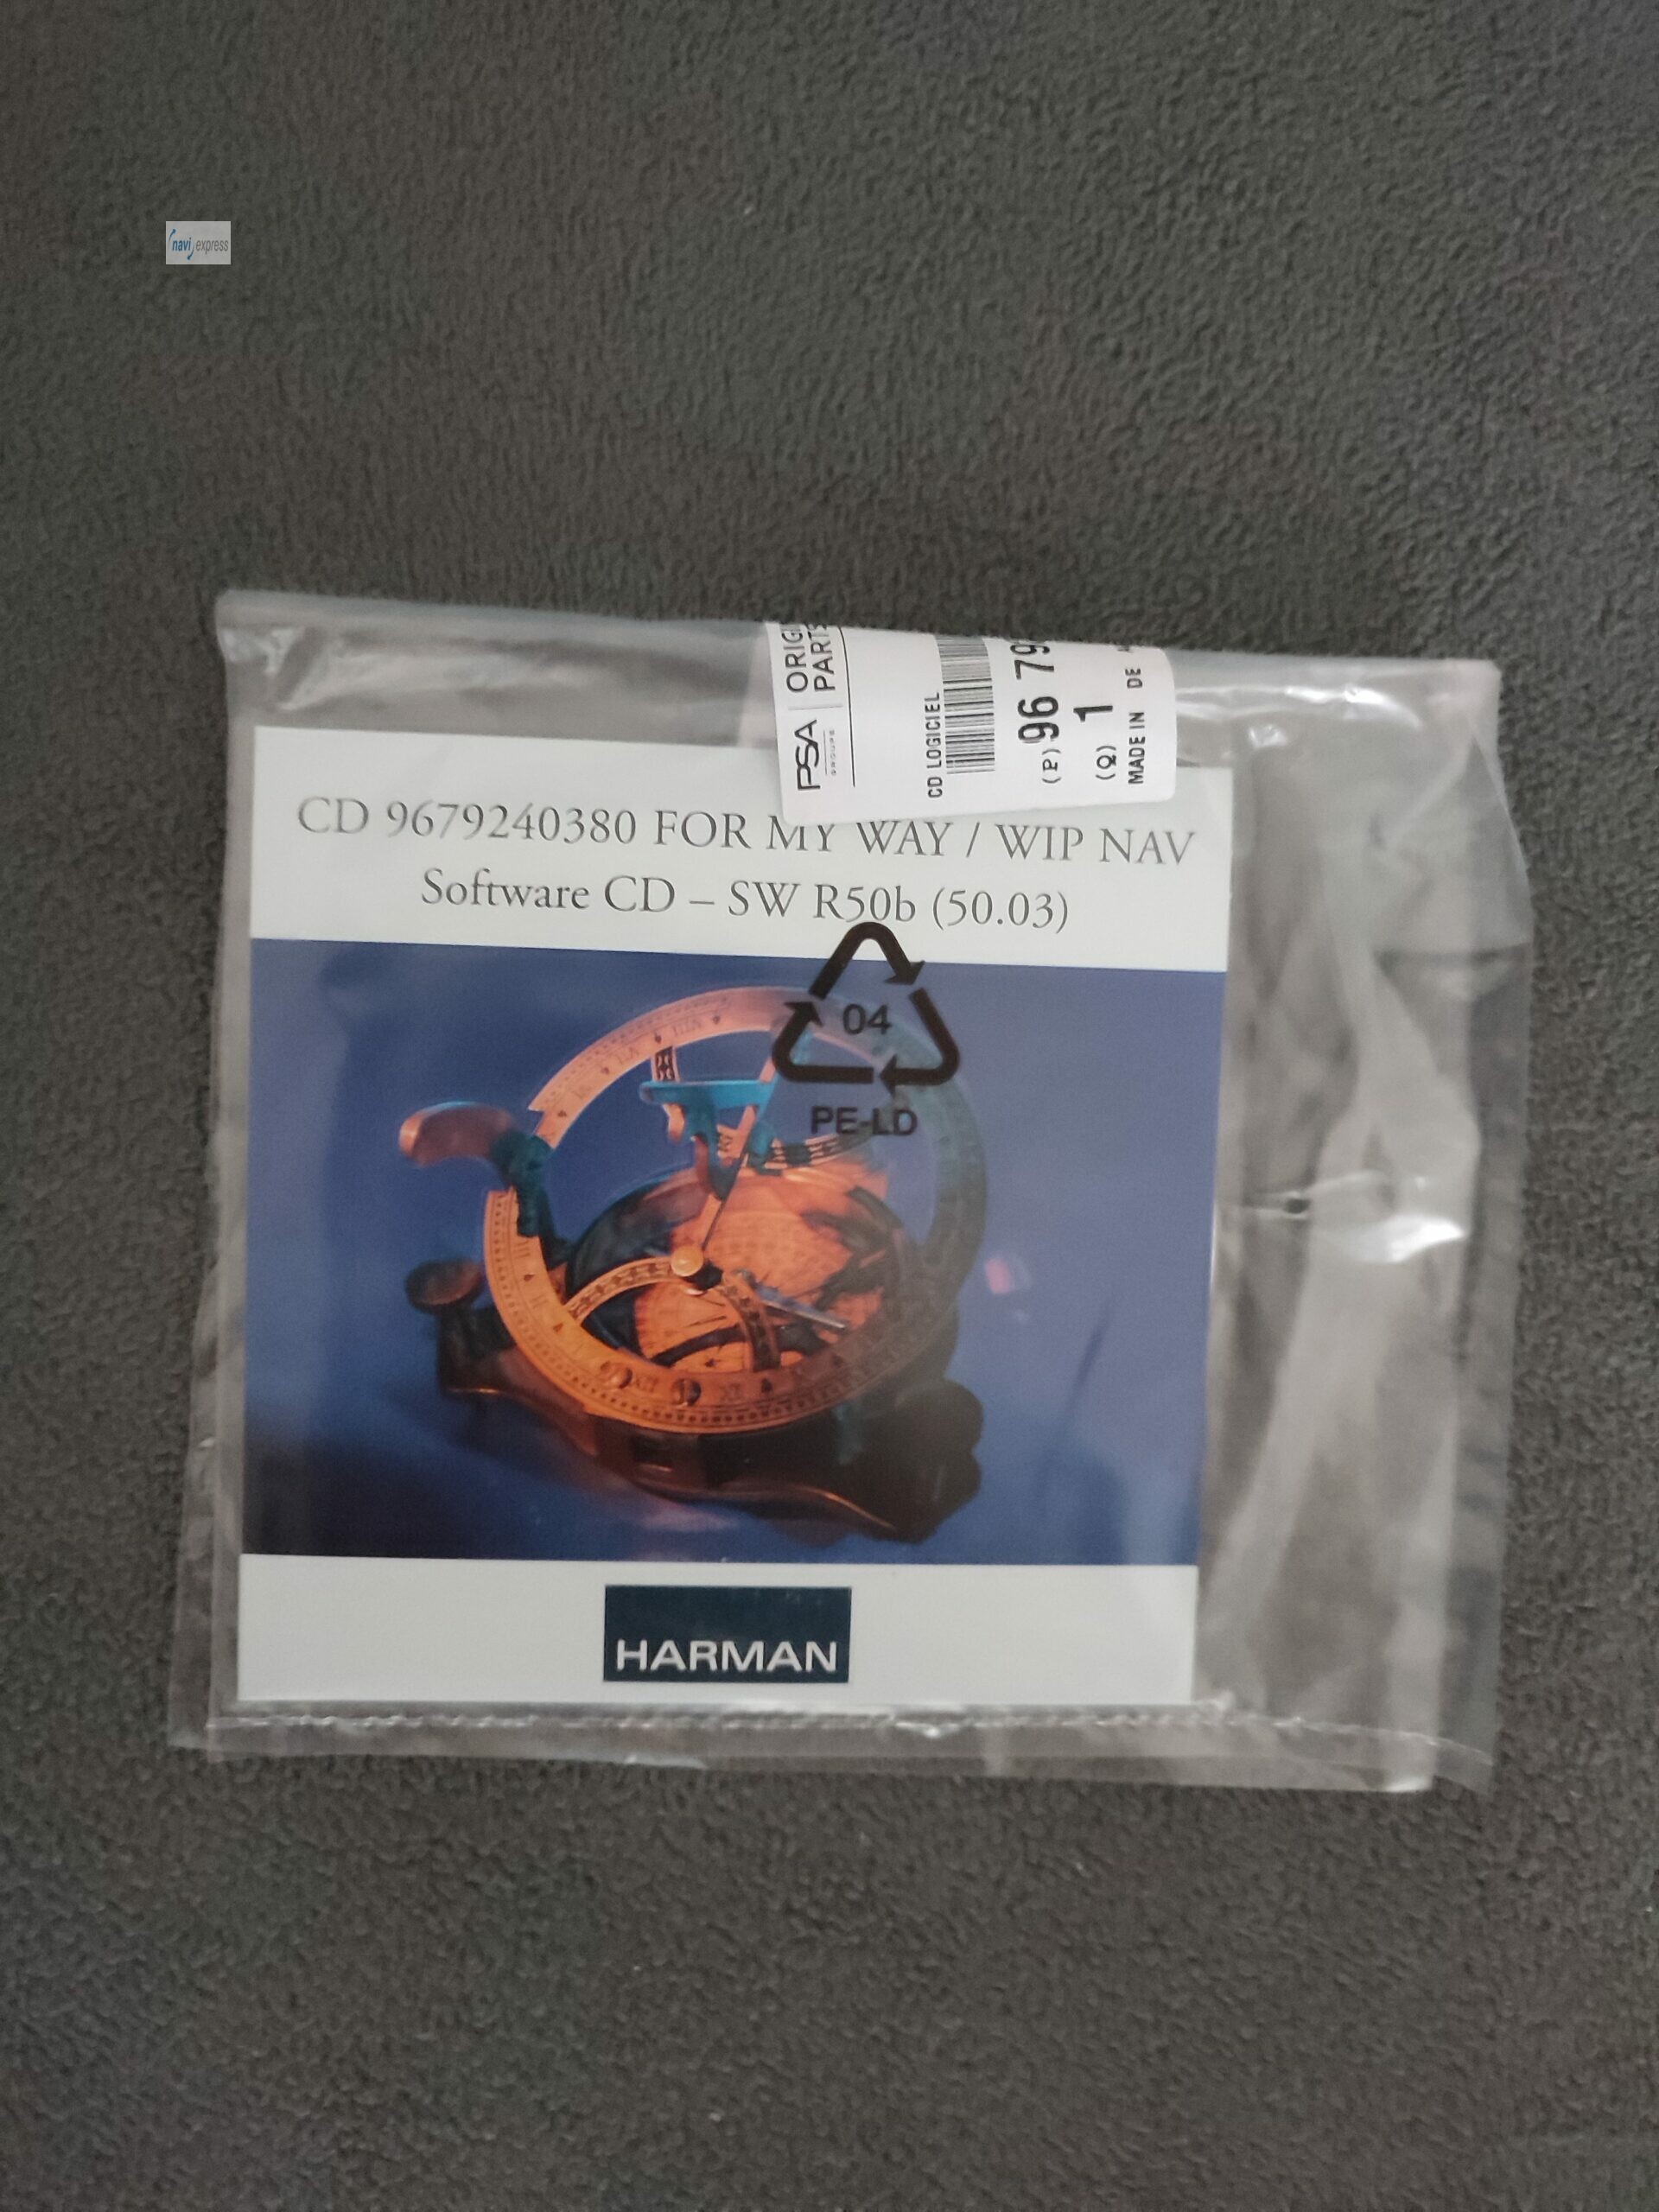 navi express
PSA
GROUPE
PARTS
CD LOGICIEL
(P) 96 79
(Q) 1
MADE IN DE
CD 9679240380 FOR MY WAY / WIP NAV
Software CD – SW R50b (50.03)
04
PE-LD
HARMAN